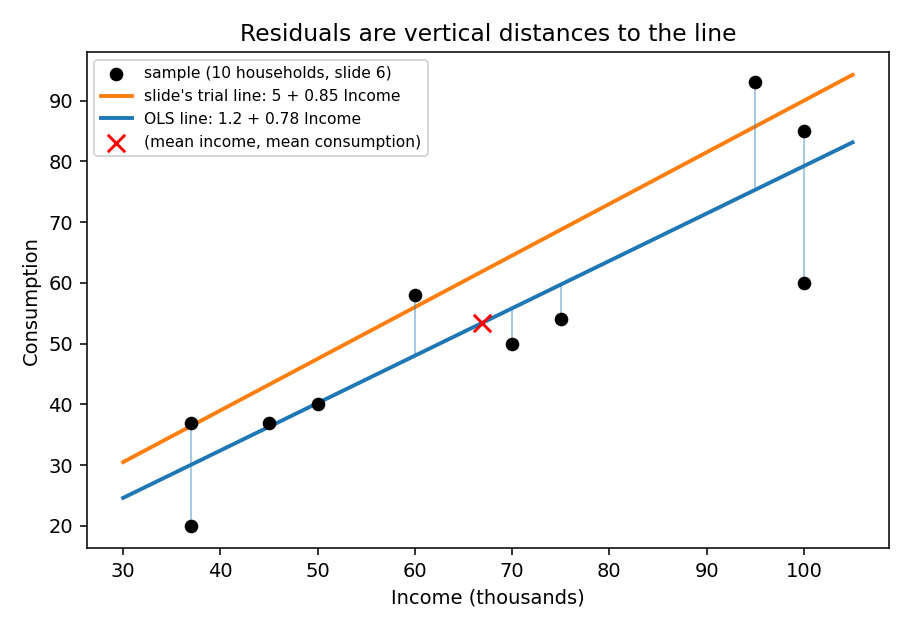 Residuals are vertical distances to the line
sample (10 households, slide 6)
slide's trial line: 5 + 0.85 Income
OLS line: 1.2 + 0.78 Income
(mean income, mean consumption)
Consumption
90
80
70
60
50
40
30
20
30 40 50 60 70 80 90 100
Income (thousands)